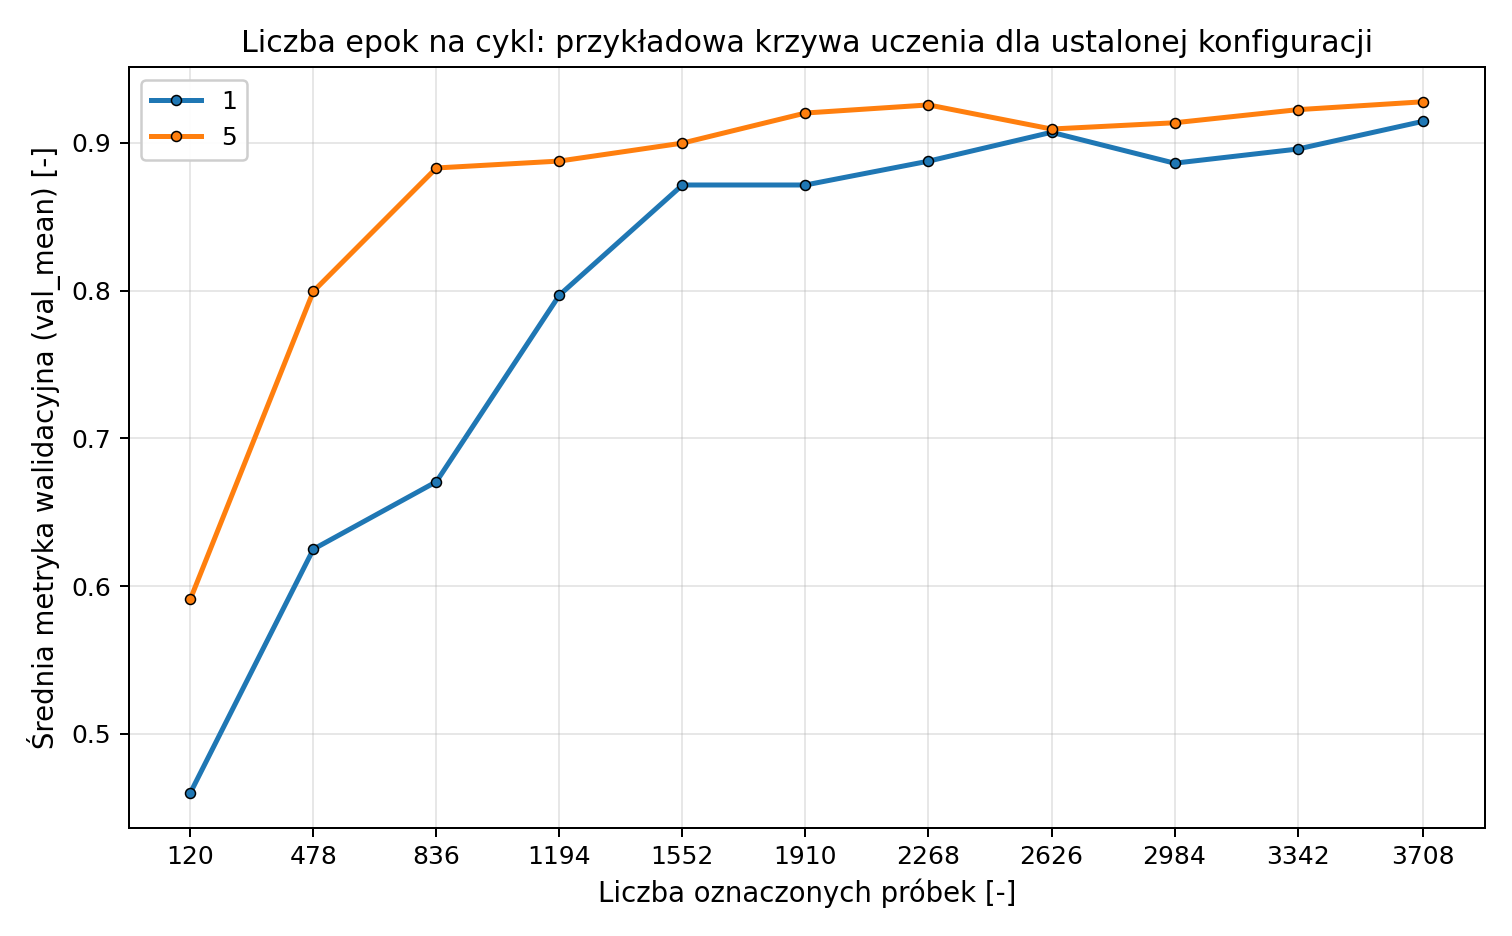 Liczba epok na cykl: przykładowa krzywa uczenia dla ustalonej konfiguracji
1
5
Średnia metryka walidacyjna (val_mean) [-]
0.9
0.8
0.7
0.6
0.5
120 478 836 1194 1552 1910 2268 2626 2984 3342 3708
Liczba oznaczonych próbek [-]